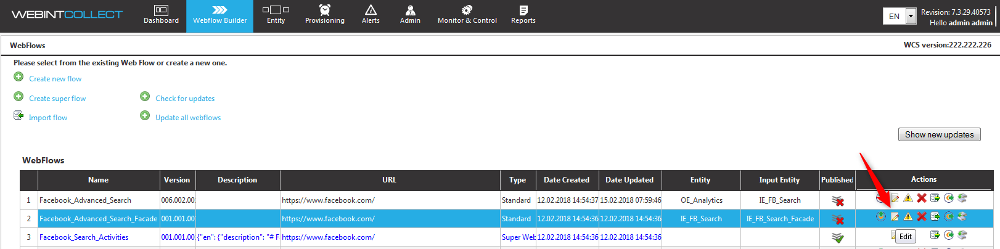 WEBINTCOLLECT
Dashboard
Webflow Builder
Entity
Provisioning
Alerts
Admin
Monitor & Control
Reports
EN
Revision: 7.3.29.40573
Hello admin admin
WebFlows
WCS version:222.222.226
Please select from the existing Web Flow or create a new one.
Create new flow
Create super flow
Check for updates
Import flow
Update all webflows
Show new updates
WebFlows
Name Version Description URL Type Date Created Date Updated Entity Input Entity Published Actions
1 Facebook_Advanced_Search 006.002.00 https://www.facebook.com/ Standard 12.02.2018 14:54:37 15.02.2018 07:59:46 OE_Analytics IE_FB_Search
2 Facebook_Advanced_Search_Facade 001.001.00 https://www.facebook.com/ Standard 12.02.2018 14:54:36 12.02.2018 14:54:36 IE_FB_Search IE_FB_Search_Facade
3 Facebook_Search_Activities 001.001.00 {"en": {"description": "# F https://www.facebook.com/ Super Web 12.02.2018 14:54:36 12.02.2018 14:54:36 Edit